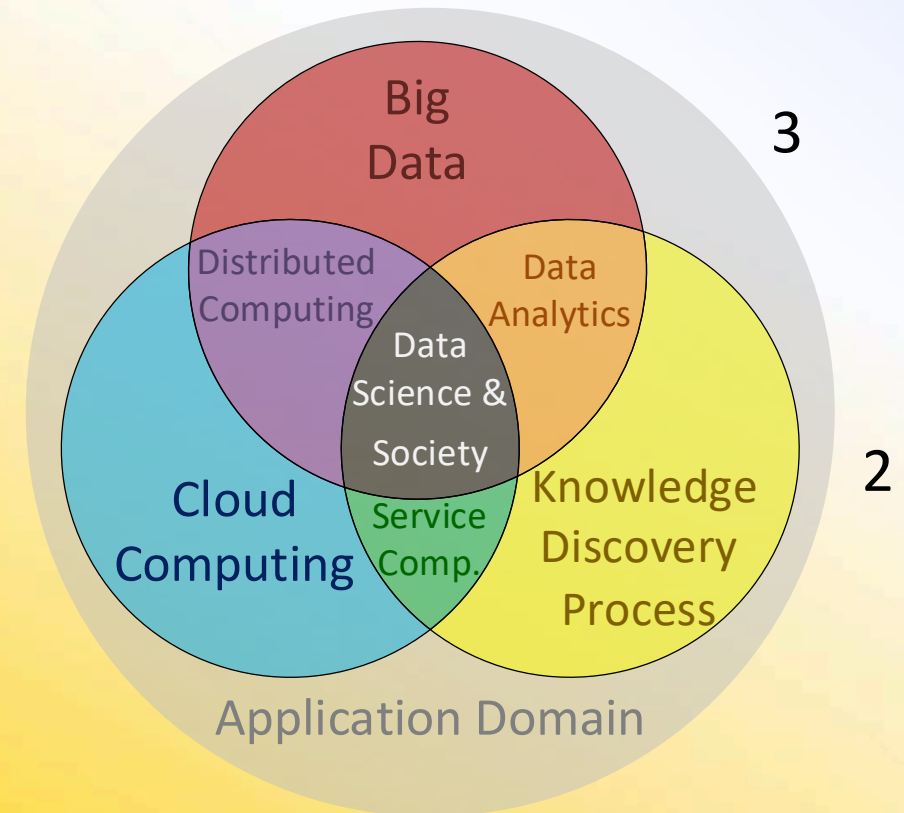 Big
Data
3
Distributed
Computing
Data
Analytics
Data
Science &
Society
2
Cloud
Computing
Service
Comp.
Knowledge
Discovery
Process
Application Domain